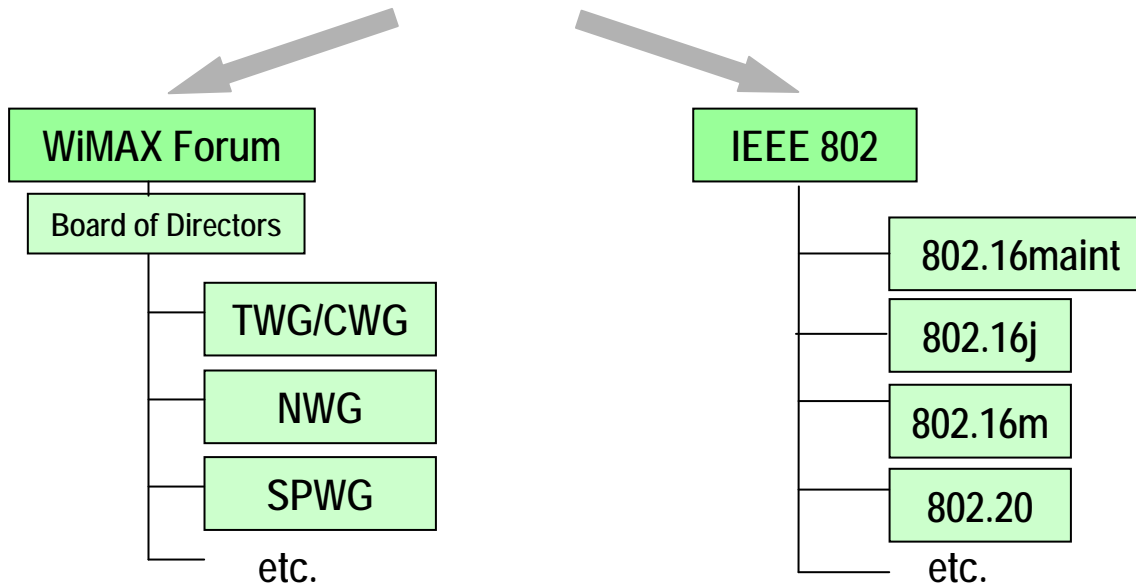 WiMAX Forum
Board of Directors
TWG/CWG
NWG
SPWG
etc.
IEEE 802
802.16maint
802.16j
802.16m
802.20
etc.